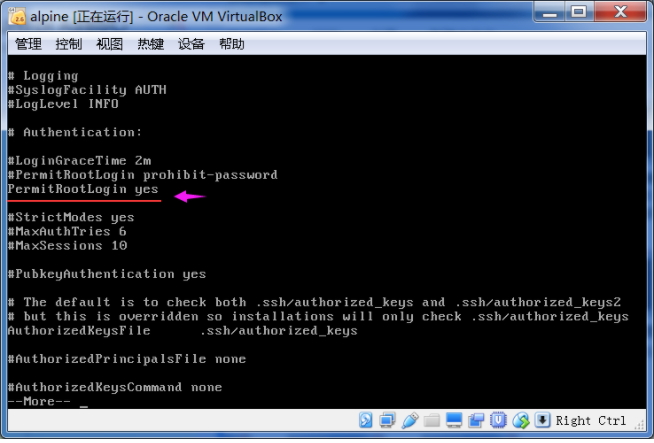 alpine [正在运行] - Oracle VM VirtualBox
管理 控制 视图 热键 设备 帮助
# Logging
#SyslogFacility AUTH
#LogLevel INFO
# Authentication:
#LoginGraceTime 2m
#PermitRootLogin prohibit-password
PermitRootLogin yes
#StrictModes yes
#MaxAuthTries 6
#MaxSessions 10
#PubkeyAuthentication yes
# The default is to check both .ssh/authorized_keys and .ssh/authorized_keys2
# but this is overridden so installations will only check .ssh/authorized_keys
AuthorizedKeysFile .ssh/authorized_keys
#AuthorizedPrincipalsFile none
#AuthorizedKeysCommand none
--More-- _
Right Ctrl